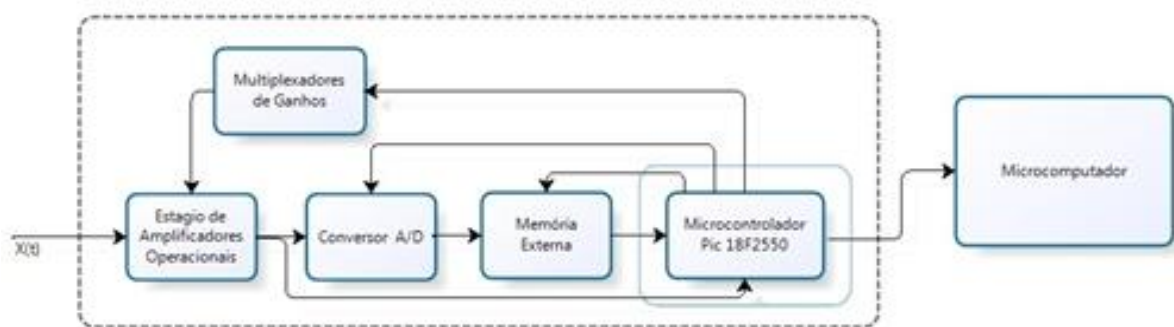 Multiplexadores
de Ganhos
Microcomputador
X(t)
Estagio de
Amplificadores
Operacionais
Conversor A/D
Memória
Externa
Microcontrolador
Pic 18F2550